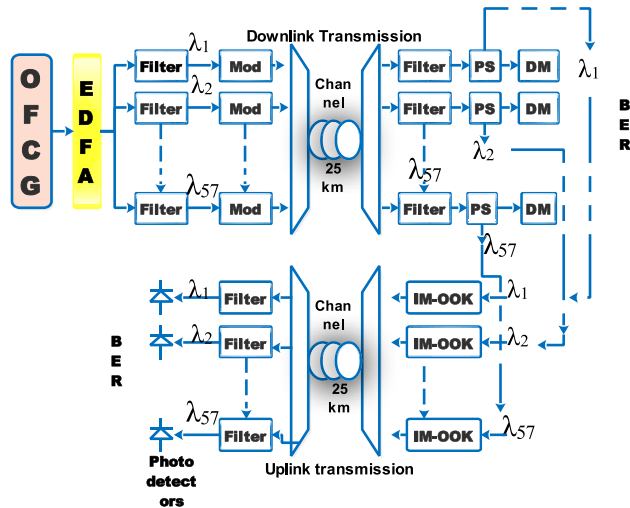 Downlink Transmission
O
F
C
G
E
D
F
A
Filter
λ1
Mod
Filter
λ2
Mod
Filter
λ57
Mod
Chan
nel
25
km
Filter
PS
DM
Filter
PS
DM
λ2
λ57
Filter
PS
DM
λ57
λ1
B
E
R
λ1
Filter
λ2
Filter
λ57
Filter
Chan
nel
25
km
IM-OOK
λ1
IM-OOK
λ2
IM-OOK
λ57
B
E
R
Photo
detect
ors
Uplink transmission